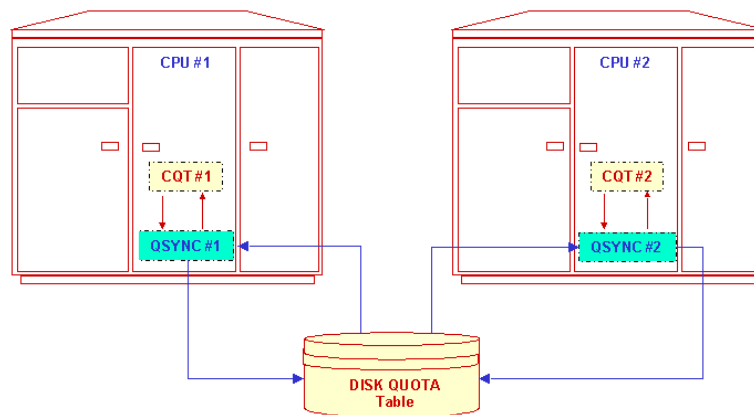 CPU #1
CPU #2
CQT #1
CQT #2
QSYNC #1
QSYNC #2
DISK QUOTA
Table